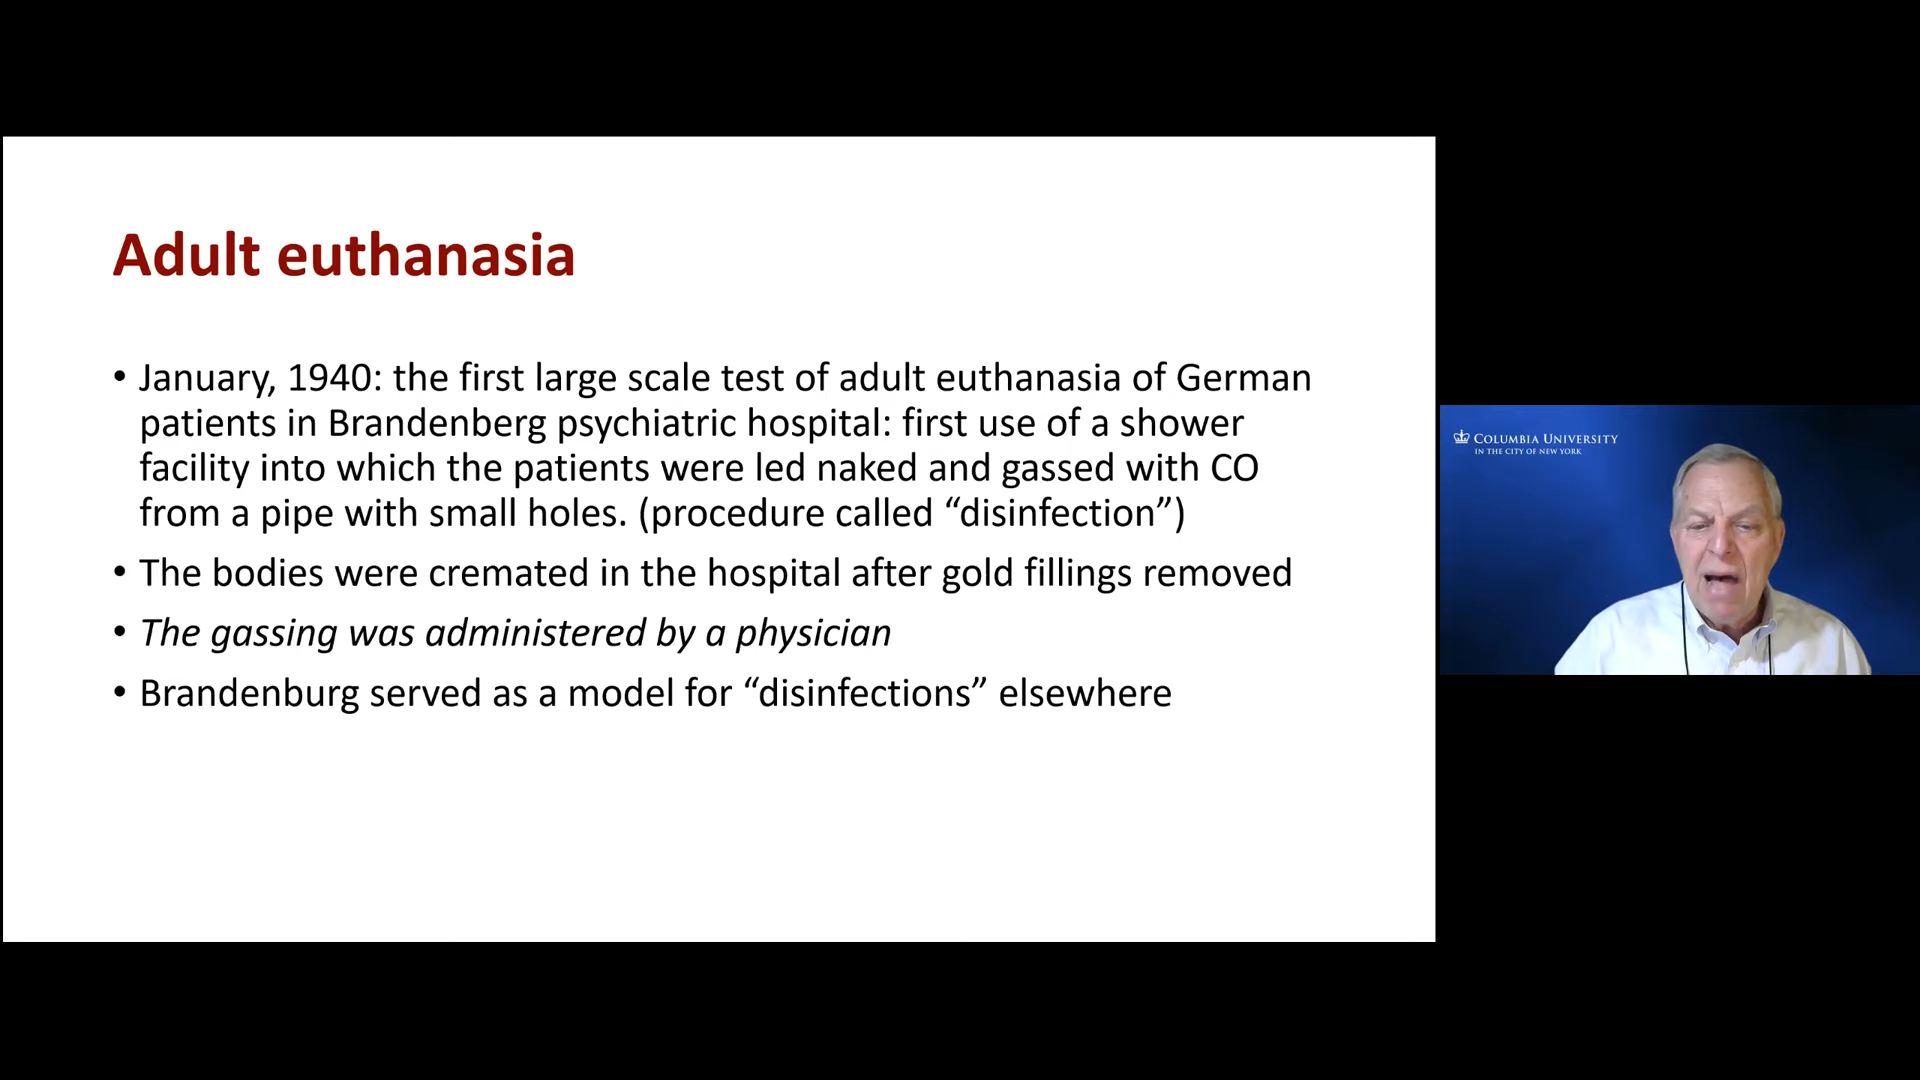 Adult euthanasia
• January, 1940: the first large scale test of adult euthanasia of German
patients in Brandenberg psychiatric hospital: first use of a shower
facility into which the patients were led naked and gassed with CO
from a pipe with small holes. (procedure called “disinfection”)
• The bodies were cremated in the hospital after gold fillings removed
• The gassing was administered by a physician
• Brandenburg served as a model for “disinfections” elsewhere
COLUMBIA UNIVERSITY
IN THE CITY OF NEW YORK